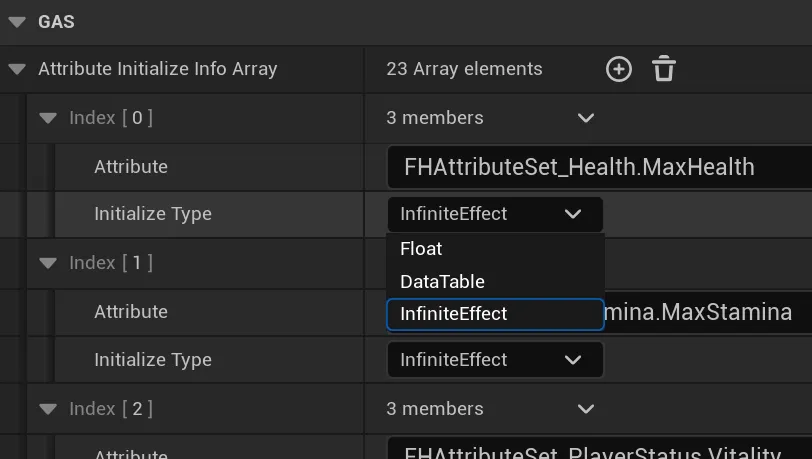 GAS
Attribute Initialize Info Array 23 Array elements
Index [ 0 ] 3 members
Attribute FHAttributeSet_Health.MaxHealth
Initialize Type InfiniteEffect
Float
Index [ 1 ]
DataTable
InfiniteEffect
Attribute mina.MaxStamina
Initialize Type InfiniteEffect
Index [ 2 ] 3 members
Attribute FHAttributeSet_PlayerStatus.Vitality